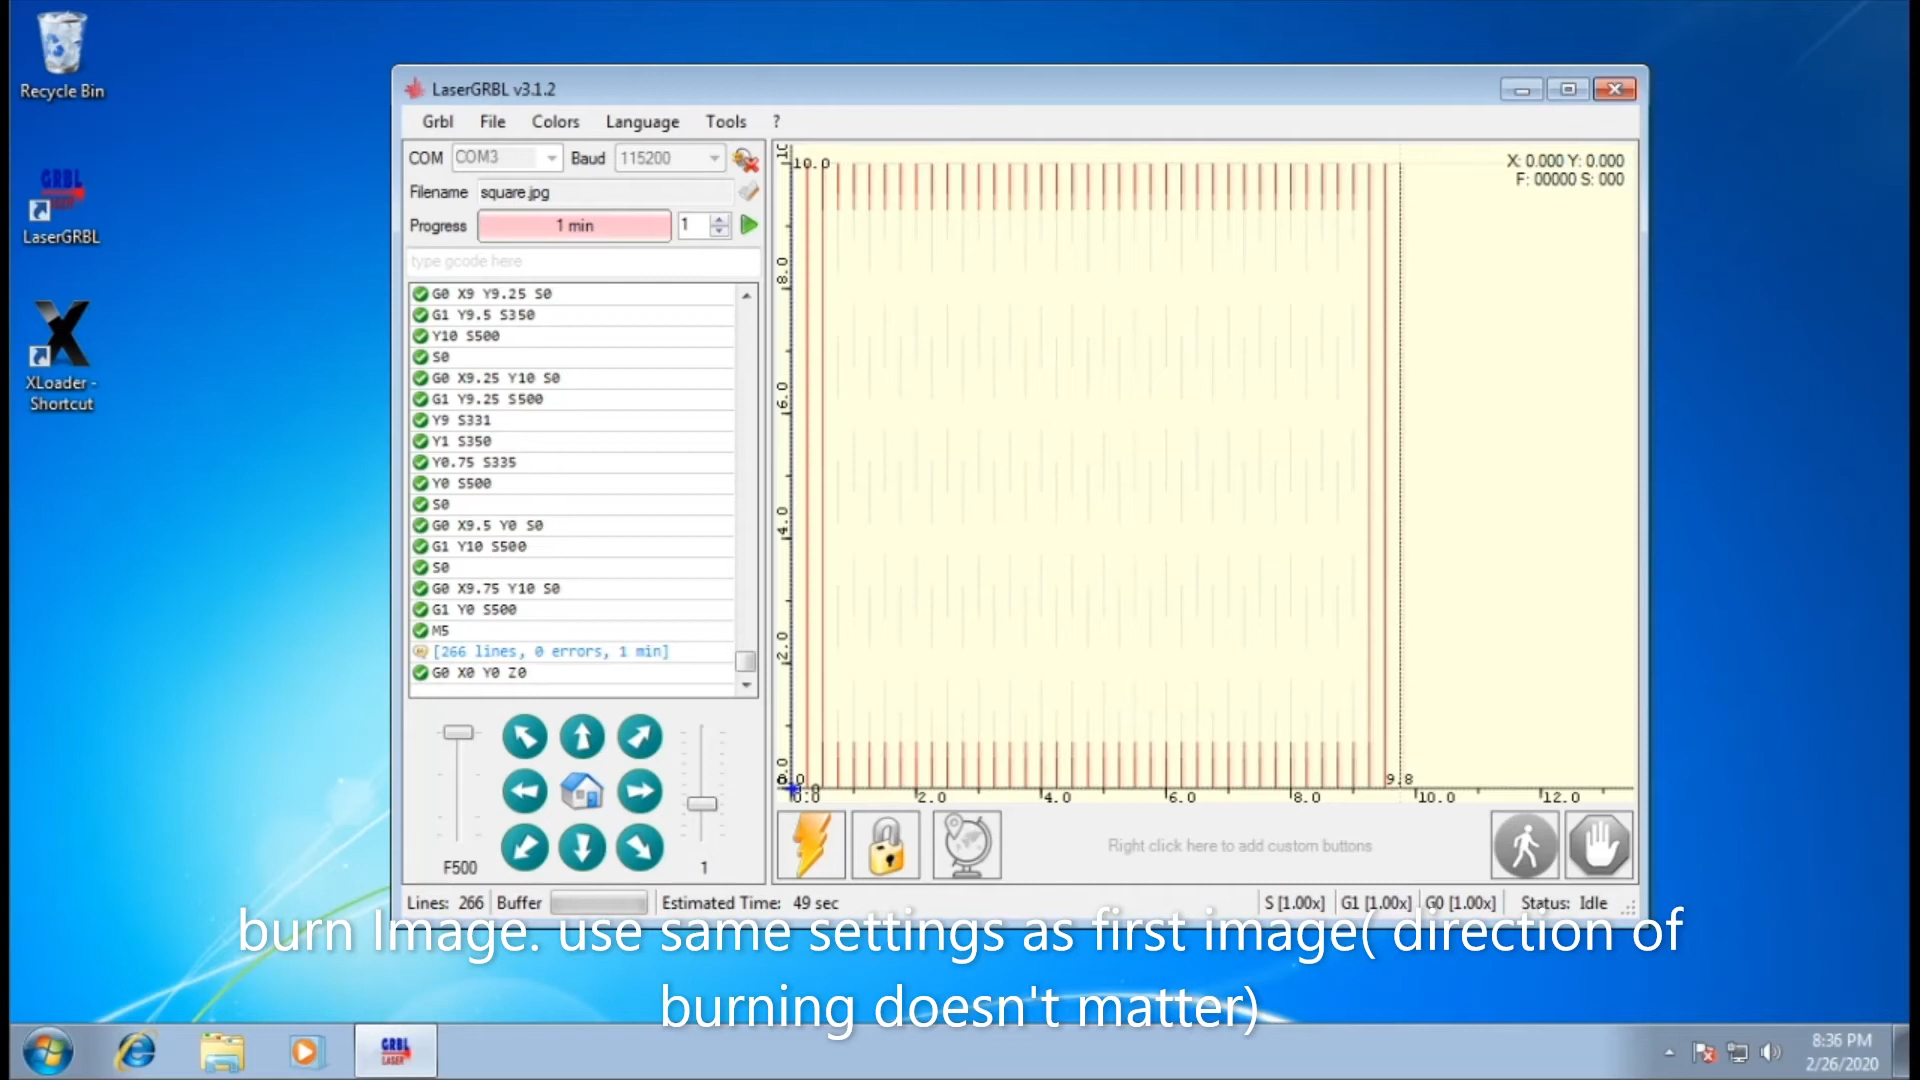 Recycle Bin
GRBL
LaserGRBL
XLoader -
Shortcut
LaserGRBL v3.1.2
Grbl File Colors Language Tools ?
COM COM3 Baud 115200
Filename square.jpg
Progress 1 min 1
type gcode here
G0 X9 Y9.25 S0
G1 Y9.5 S350
Y10 S500
S0
G0 X9.25 Y10 S0
G1 Y9.25 S500
Y9 S331
Y1 S350
Y0.75 S335
Y0 S500
S0
G0 X9.5 Y0 S0
G1 Y10 S500
S0
G0 X9.75 Y10 S0
G1 Y0 S500
M5
[266 lines, 0 errors, 1 min]
G0 X0 Y0 Z0
F500
1
X: 0.000 Y: 0.000
F: 00000 S: 000
10.0
8.0
6.0
4.0
2.0
9.8
0.0 2.0 4.0 6.0 8.0 10.0 12.0
Right click here to add custom buttons
Lines: 266 Buffer Estimated Time: 49 sec S [1.00x] G1 [1.00x] G0 [1.00x] Status: Idle
burn Image. use same settings as first image( direction of
burning doesn't matter)
GRBL
LASER
8:36 PM
2/26/2020